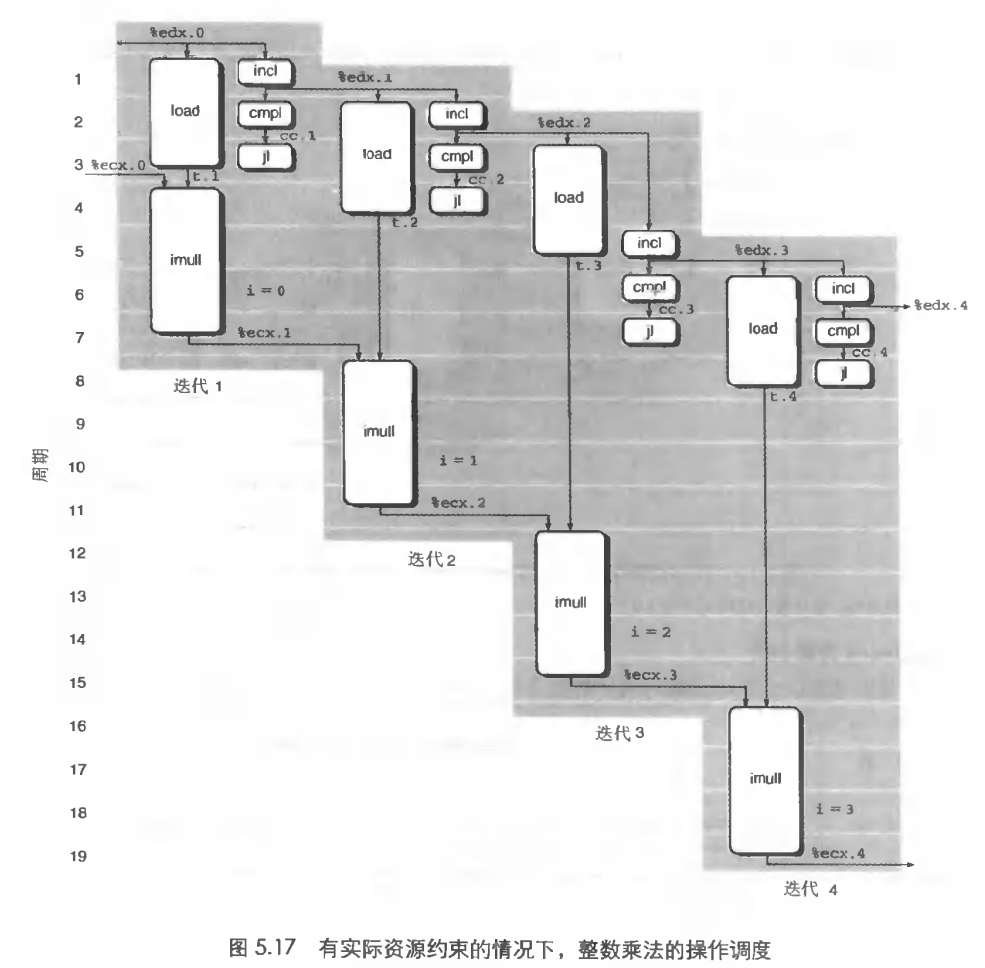 %edx.0
1
incl
%edx.1
load
2
cmpl
incl
%edx.2
cc.1
load
3
%ecx.0
jl
cmpl
t.1
cc.2
load
4
jl
t.2
5
imull
incl
%edx.3
t.3
6
i = 0
cmpl
incl
%edx.4
cc.3
load
7
%ecx.1
jl
cmpl
cc.4
8
迭代 1
jl
t.4
9
imull
周期
10
i = 1
11
%ecx.2
12
迭代 2
13
imull
14
i = 2
15
%ecx.3
16
迭代 3
17
imull
18
i = 3
19
%ecx.4
迭代 4
图 5.17 有实际资源约束的情况下，整数乘法的操作调度